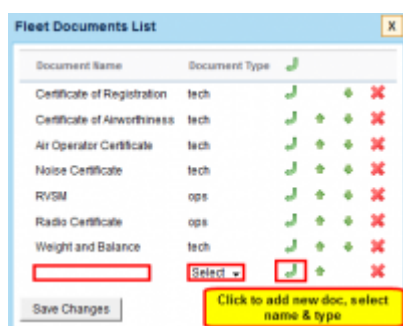 Fleet Documents List X
Document Name Document Type
Certificate of Registration tech
Certificate of Airworthiness tech
Air Operator Certificate tech
Noise Certificate tech
RVSM ops
Radio Certificate ops
Weight and Balance tech
Select
Save Changes
Click to add new doc, select
name & type